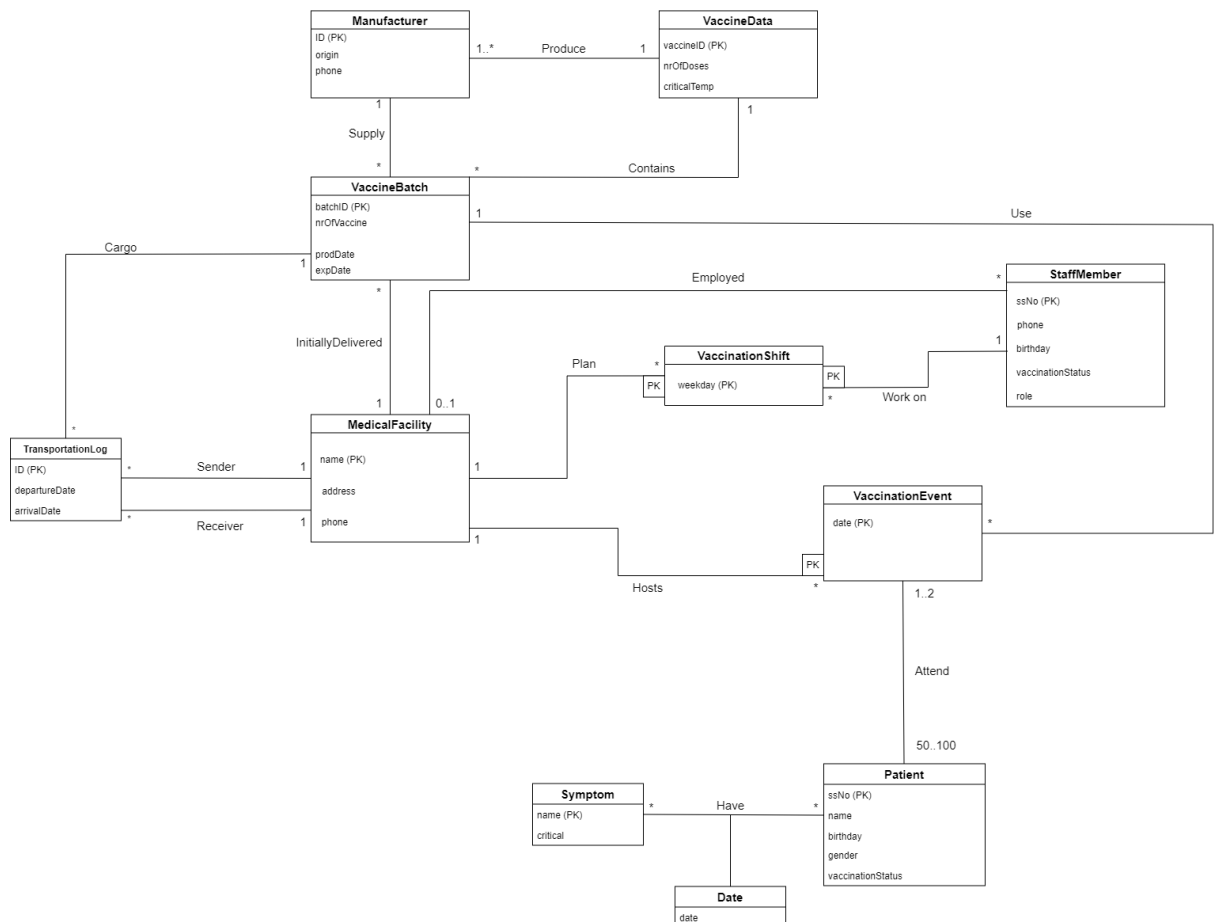 Manufacturer
ID (PK)
origin
phone
1..*
Produce
1
VaccineData
vaccineID (PK)
nrOfDoses
criticalTemp
1
Supply
*
1
Contains
*
VaccineBatch
batchID (PK)
nrOfVaccine
prodDate
expDate
1
Use
Cargo
1
*
Employed
*
StaffMember
ssNo (PK)
phone
birthday
vaccinationStatus
role
InitiallyDelivered
1
0..1
Plan
*
PK
VaccinationShift
weekday (PK)
PK
*
Work on
1
MedicalFacility
name (PK)
address
phone
*
TransportationLog
ID (PK)
departureDate
arrivalDate
*
Sender
1
*
Receiver
1
1
1
Hosts
PK
*
VaccinationEvent
date (PK)
*
1..2
Attend
50..100
Patient
ssNo (PK)
name
birthday
gender
vaccinationStatus
Symptom
name (PK)
critical
*
Have
*
Date
date